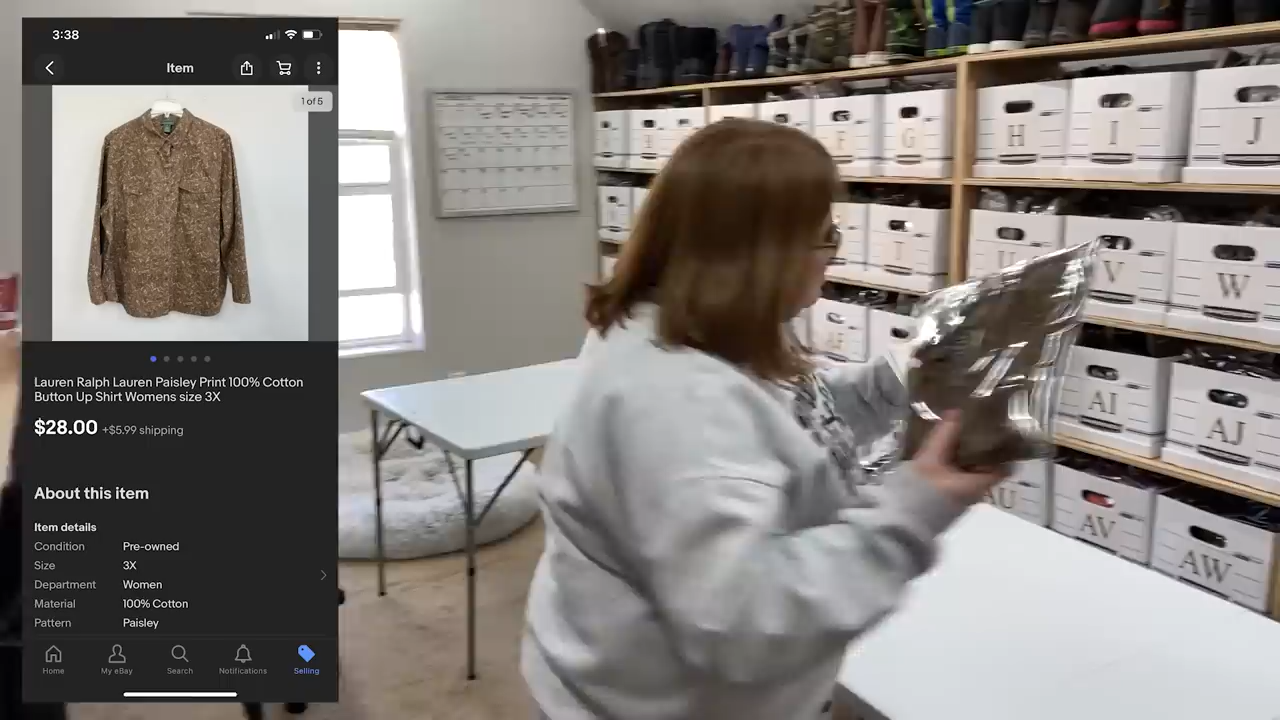 3:38
Item
1 of 5
Lauren Ralph Lauren Paisley Print 100% Cotton
Button Up Shirt Womens size 3X
$28.00 +$5.99 shipping
About this item
Item details
Condition Pre-owned
Size 3X
Department Women
Material 100% Cotton
Pattern Paisley
Home My eBay Search Notifications Selling
F G H I J
V W
AI AJ
AU AV AW